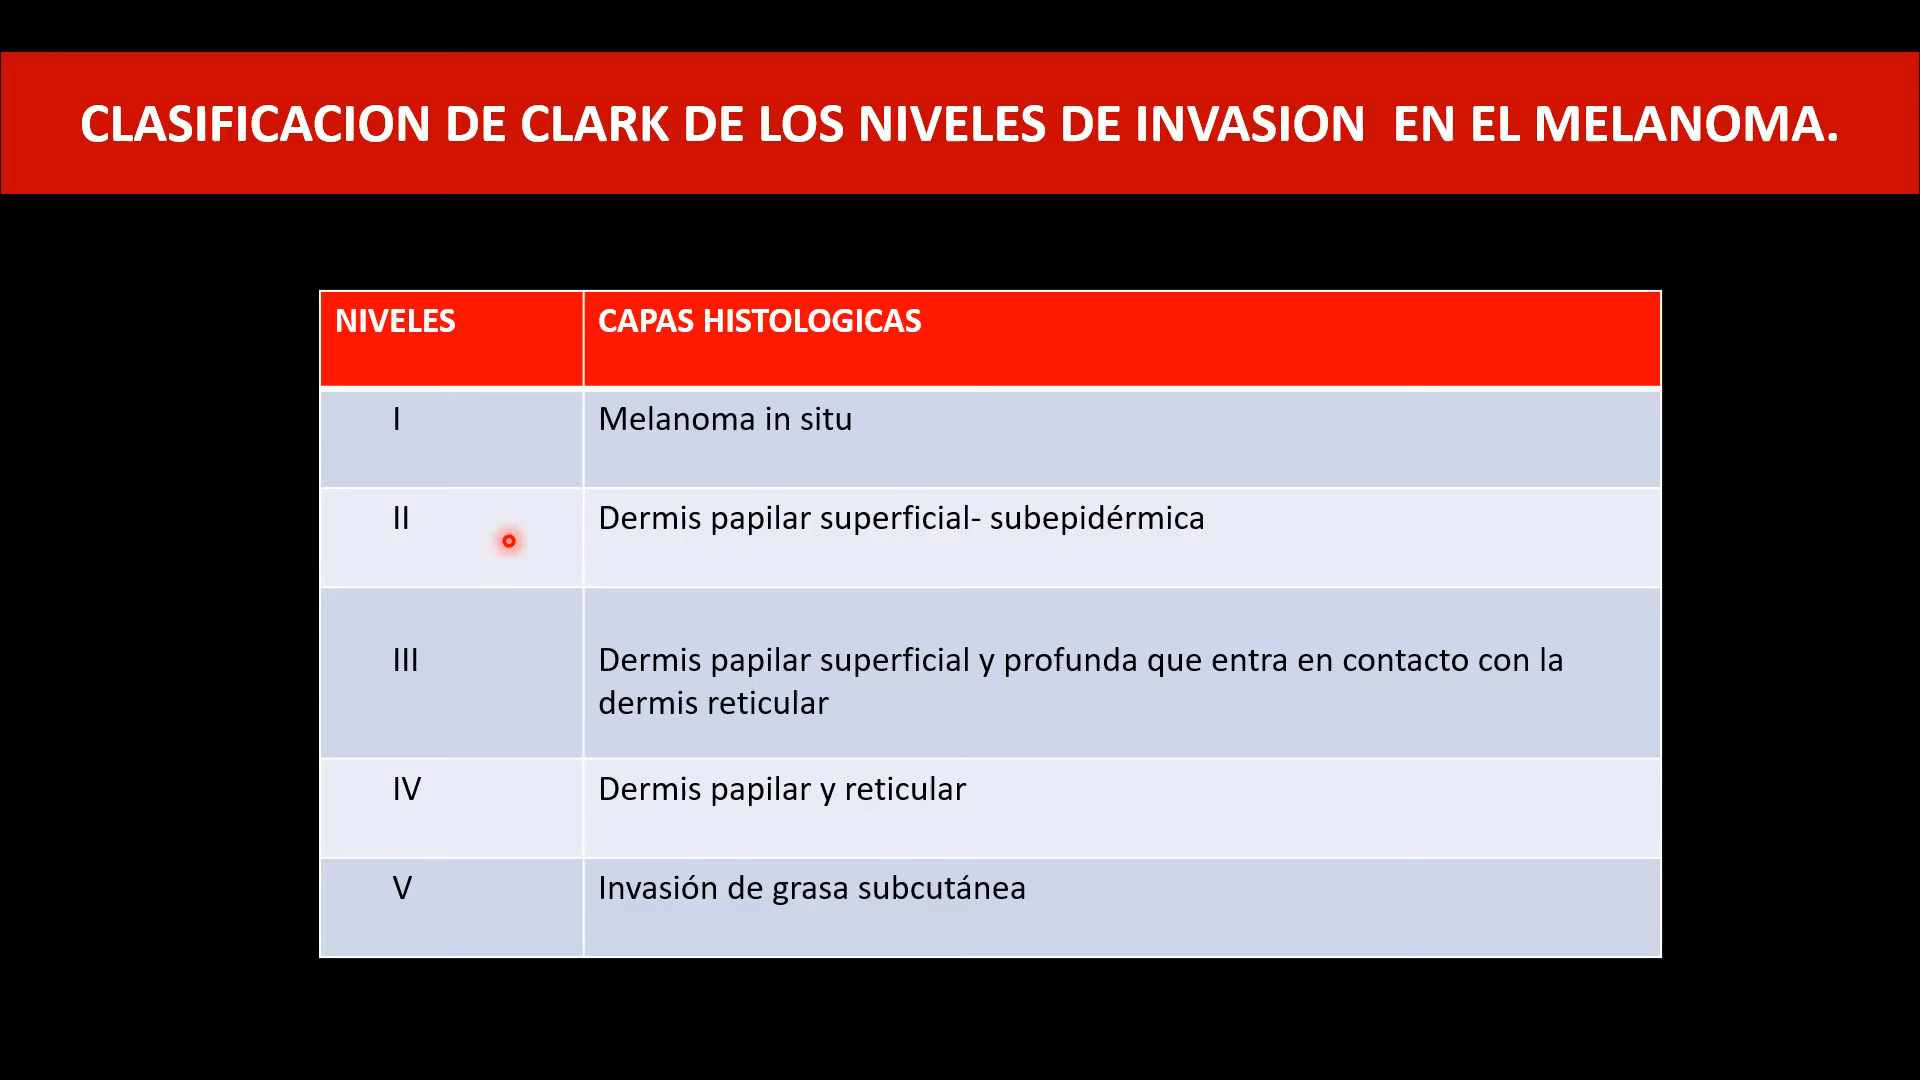 CLASIFICACION DE CLARK DE LOS NIVELES DE INVASION  EN EL MELANOMA.
NIVELES
CAPAS HISTOLOGICAS
I
Melanoma in situ
II
Dermis papilar superficial- subepidérmica
III
Dermis papilar superficial y profunda que entra en contacto con la
dermis reticular
IV
Dermis papilar y reticular
V
Invasión de grasa subcutánea